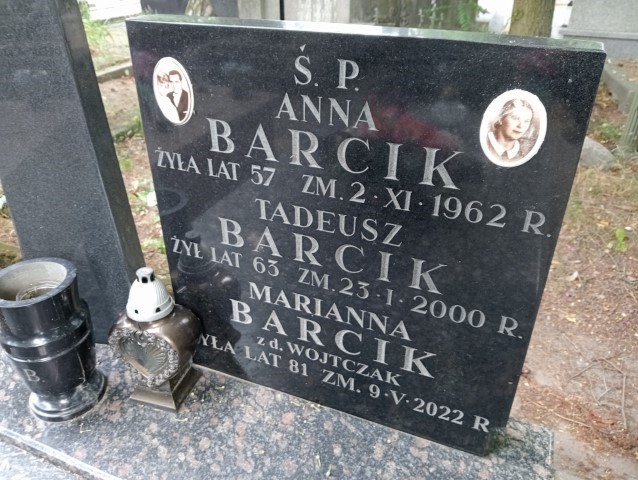 Ś. P.
ANNA
BARCIK
ŻYŁA LAT 57 ZM. 2·XI·1962 R.
TADEUSZ
BARCIK
ŻYŁ LAT 63 ZM. 23·I·2000 R.
MARIANNA
BARCIK
z d. WOJTCZAK
ŻYŁA LAT 81 ZM. 9·V·2022 R
B.